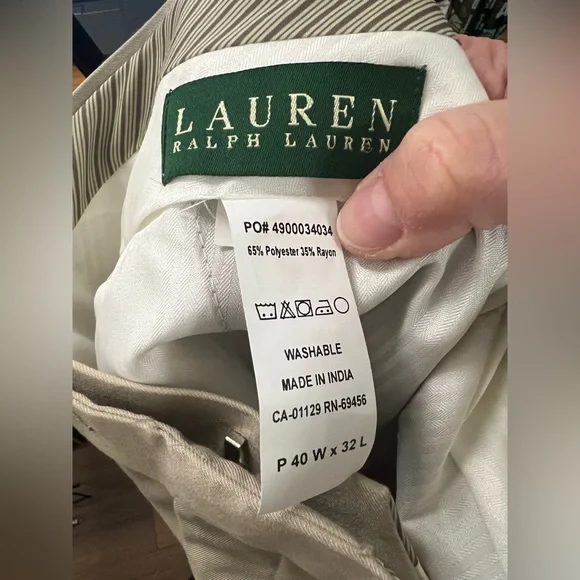 LAUREN
RALPH LAUREN
PO# 4900034034
65% Polyester 35% Rayon
WASHABLE
MADE IN INDIA
CA-01129 RN-69456
P 40 W x 32 L